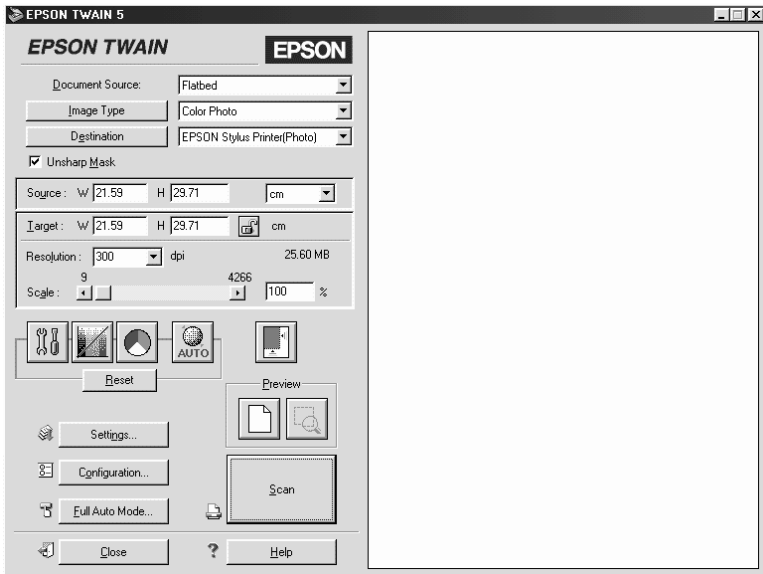 EPSON TWAIN 5
EPSON TWAIN EPSON
Document Source: Flatbed
Image Type Color Photo
Destination EPSON Stylus Printer(Photo)
Unsharp Mask
Source : W 21.59 H 29.71 cm
Target : W 21.59 H 29.71 cm
Resolution : 300 dpi 25.60 MB
9 4266
Scale : 100 %
AUTO
Reset
Preview
Settings...
Configuration...
Scan
Full Auto Mode...
Close ? Help